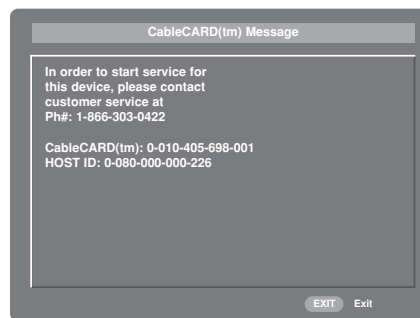 CableCARD(tm) Message
In order to start service for
this device, please contact
customer service at
Ph#: 1-866-303-0422
CableCARD(tm): 0-010-405-698-001
HOST ID: 0-080-000-000-226
EXIT Exit